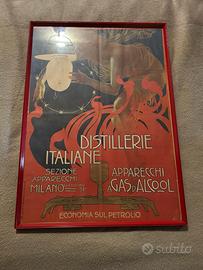 DISTILLERIE
ITALIANE
SEZIONE
APPARECCHI
MILANO
APPARECCHI
A GAS D'ALCOOL
ECONOMIA SUL PETROLIO
subito